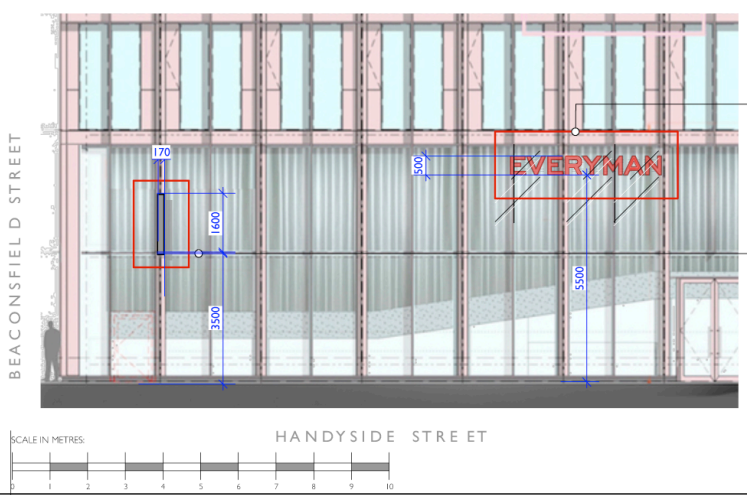 170
EVERYMAN
500
1600
5500
3500
BEACONSFIELD STREET
HANDYSIDE STREET
SCALE IN METRES:
0 1 2 3 4 5 6 7 8 9 10